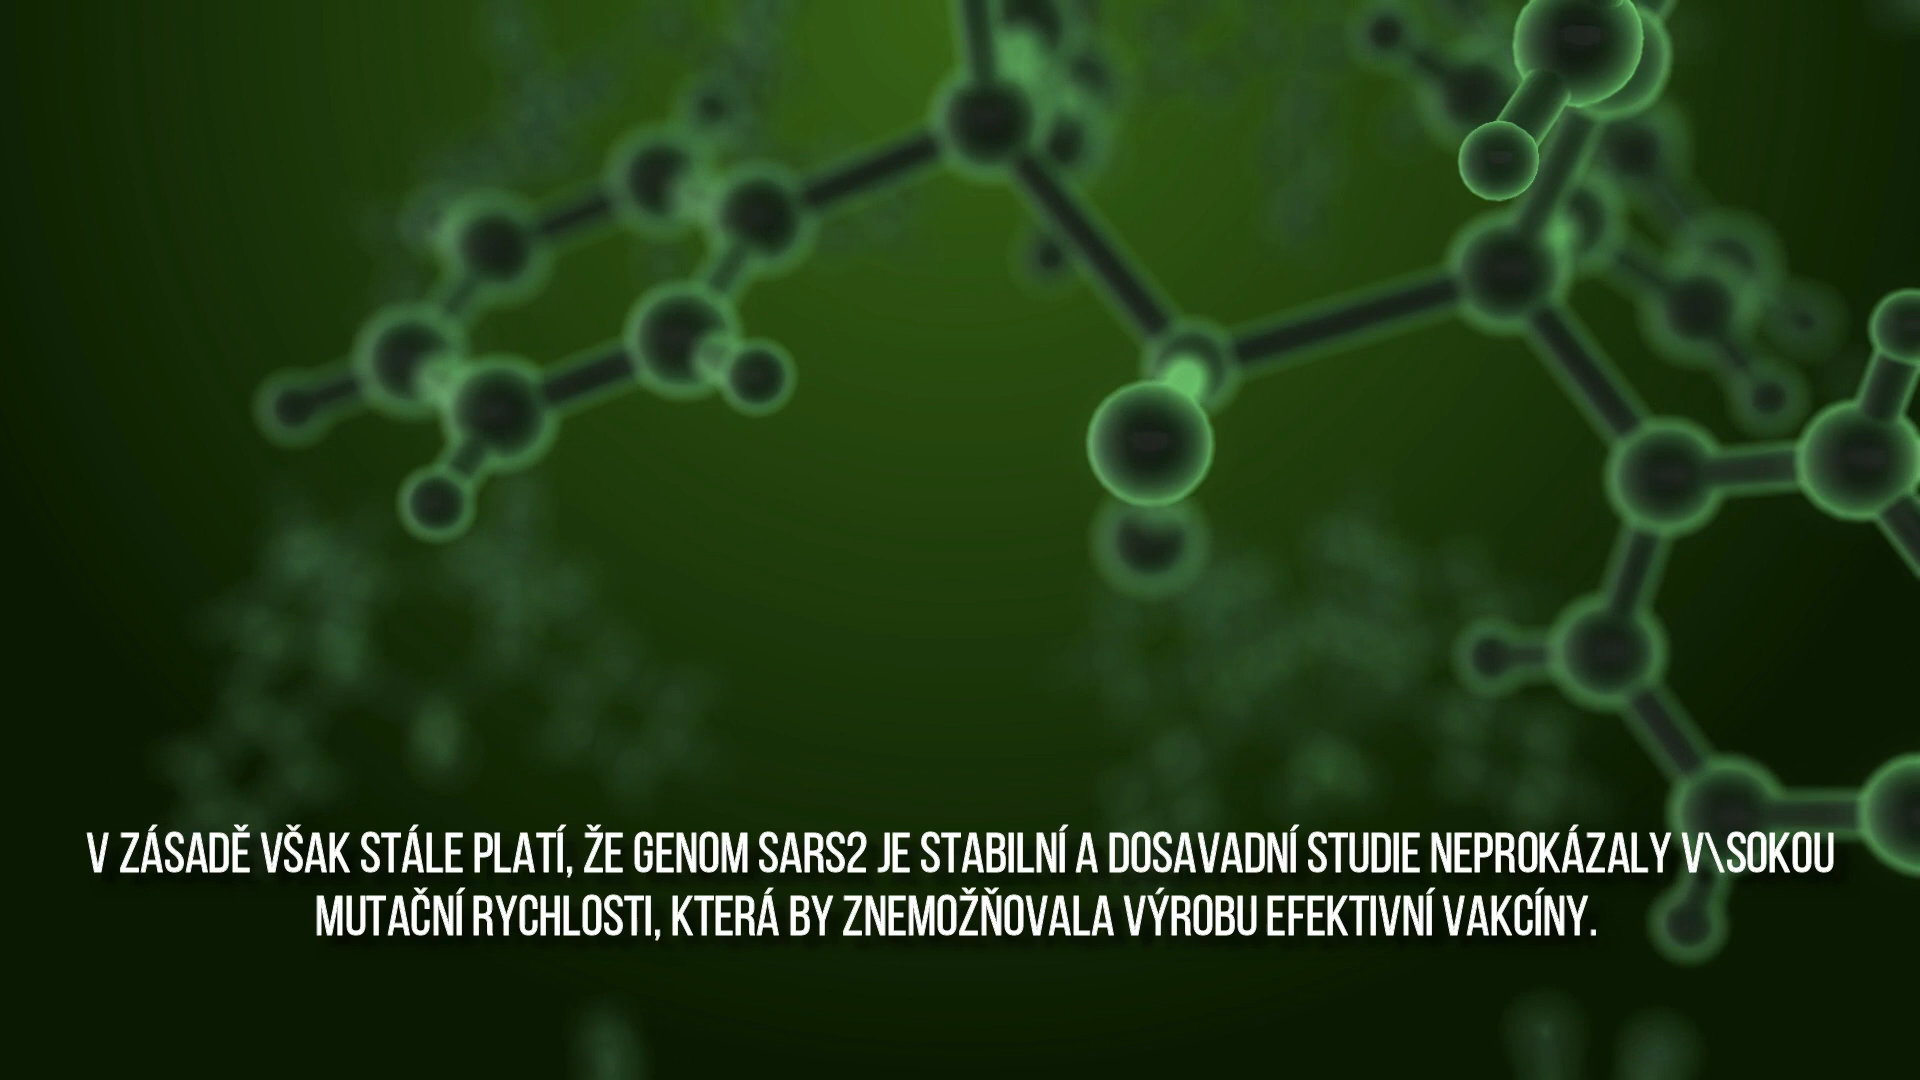 V ZÁSADĚ VŠAK STÁLE PLATÍ, ŽE GENOM SARS2 JE STABILNÍ A DOSAVADNÍ STUDIE NEPROKÁZALY V\SOKOU
MUTAČNÍ RYCHLOSTI, KTERÁ BY ZNEMOŽŇOVALA VÝROBU EFEKTIVNÍ VAKCÍNY.